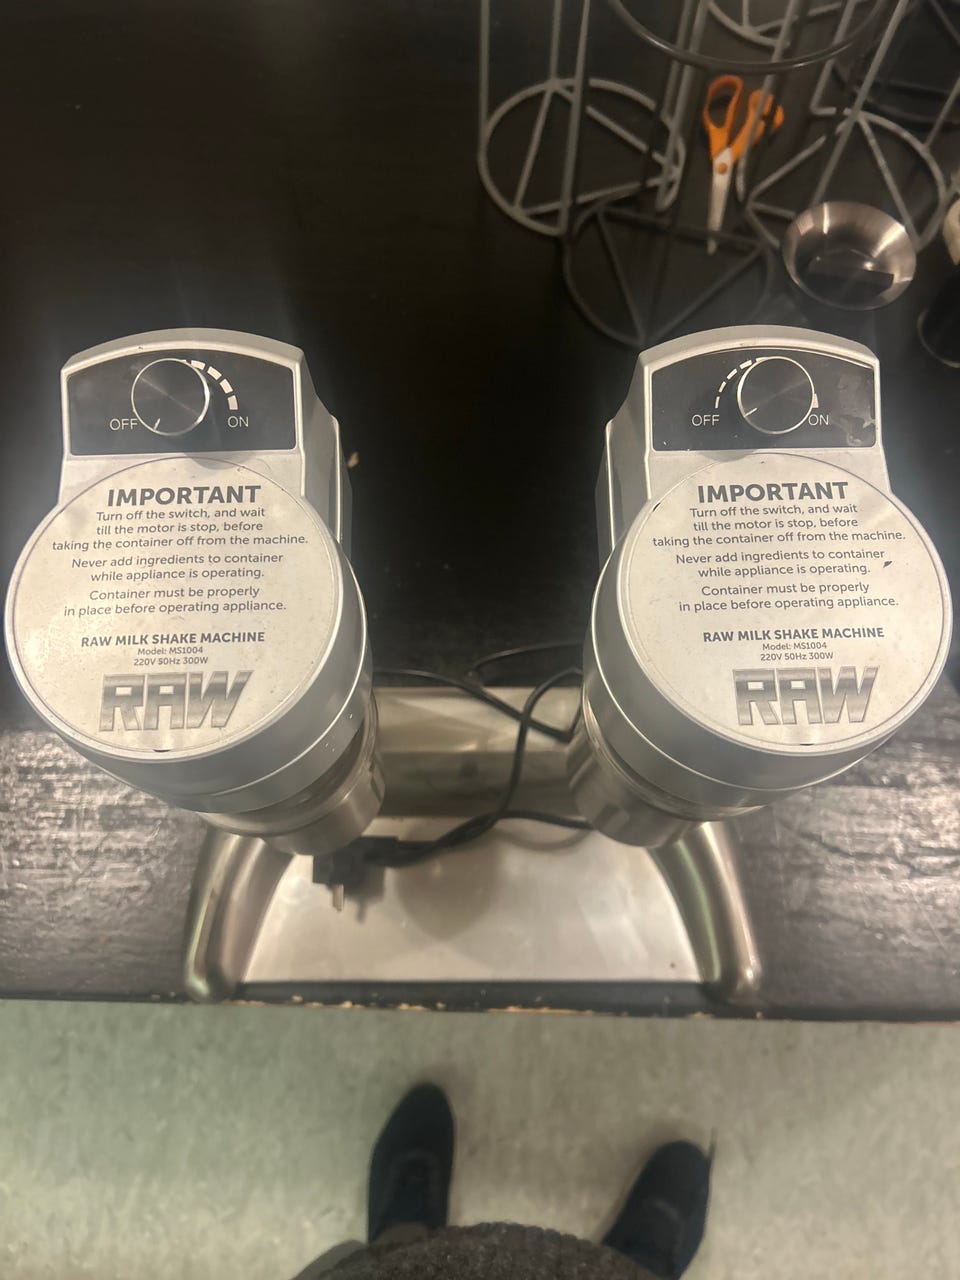 OFF
ON
IMPORTANT
Turn off the switch, and wait
till the motor is stop, before
taking the container off from the machine.
Never add ingredients to container
while appliance is operating.
Container must be properly
in place before operating appliance.
RAW MILK SHAKE MACHINE
Model: MS1004
220V 50Hz 300W
RAW
OFF
ON
IMPORTANT
Turn off the switch, and wait
till the motor is stop, before
taking the container off from the machine.
Never add ingredients to container
while appliance is operating.
Container must be properly
in place before operating appliance.
RAW MILK SHAKE MACHINE
Model: MS1004
220V 50Hz 300W
RAW